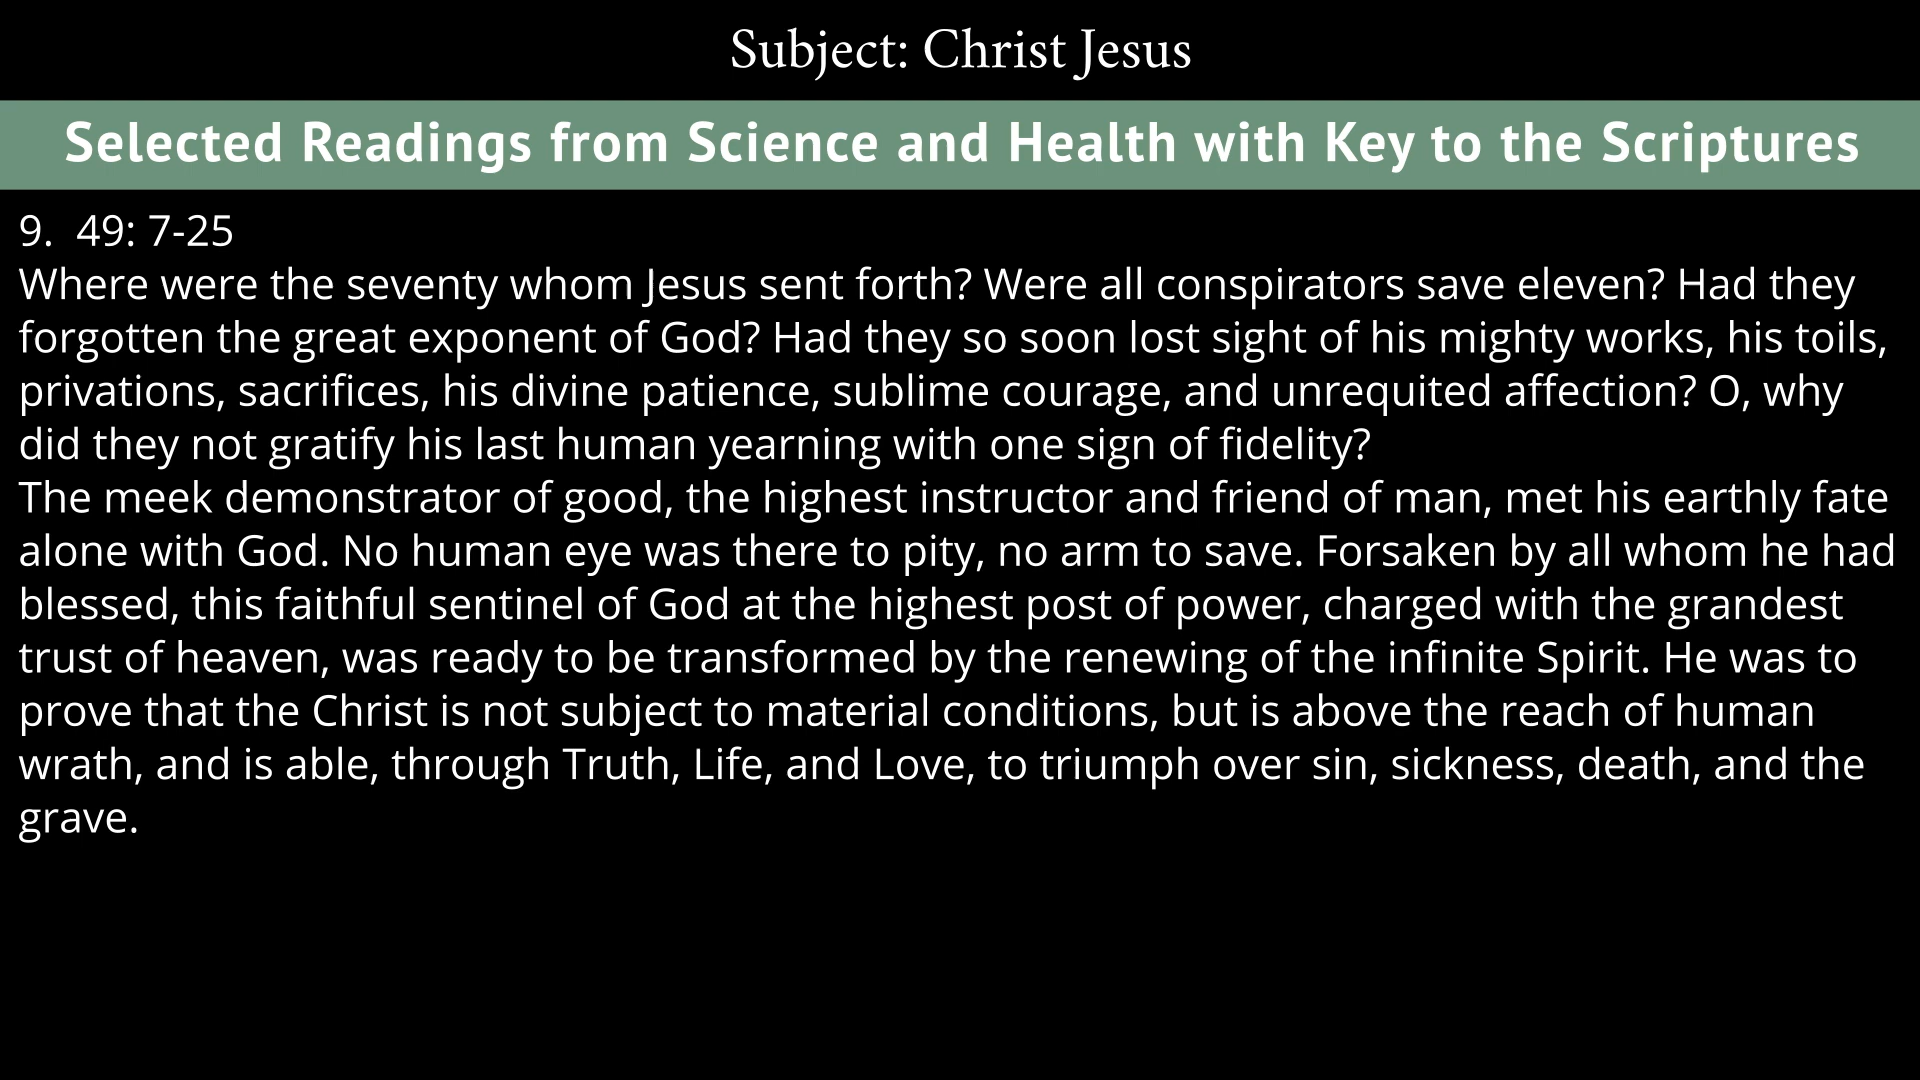 Subject: Christ Jesus
Selected Readings from Science and Health with Key to the Scriptures
9.  49: 7-25
Where were the seventy whom Jesus sent forth? Were all conspirators save eleven? Had they
forgotten the great exponent of God? Had they so soon lost sight of his mighty works, his toils,
privations, sacrifices, his divine patience, sublime courage, and unrequited affection? O, why
did they not gratify his last human yearning with one sign of fidelity?
The meek demonstrator of good, the highest instructor and friend of man, met his earthly fate
alone with God. No human eye was there to pity, no arm to save. Forsaken by all whom he had
blessed, this faithful sentinel of God at the highest post of power, charged with the grandest
trust of heaven, was ready to be transformed by the renewing of the infinite Spirit. He was to
prove that the Christ is not subject to material conditions, but is above the reach of human
wrath, and is able, through Truth, Life, and Love, to triumph over sin, sickness, death, and the
grave.